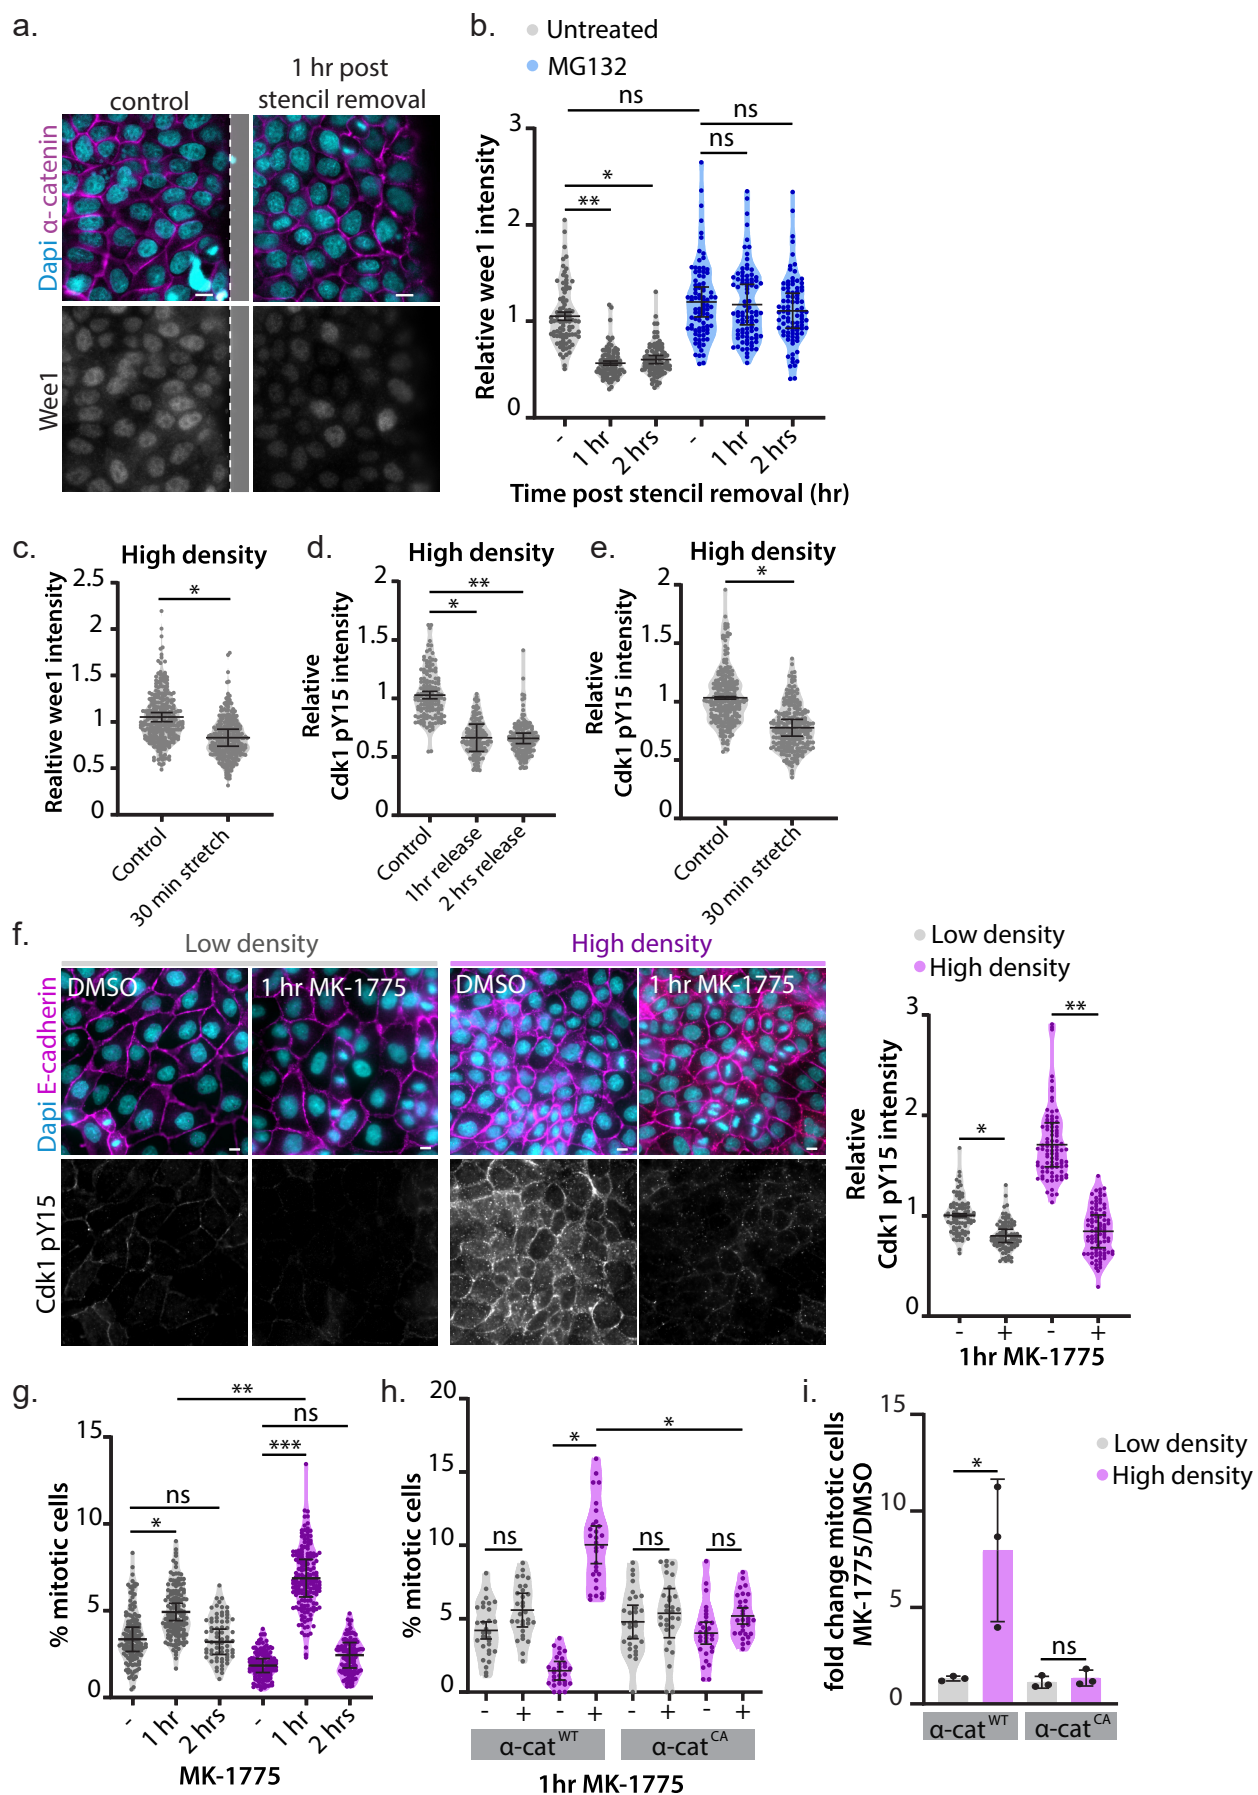 a.
control
1 hr post
stencil removal
Dapi α- catenin
Wee1
b.
Untreated
MG132
ns
ns
ns
*
**
3
2
1
0
Relative wee1 intensity
- 1 hr 2 hrs - 1 hr 2 hrs
Time post stencil removal (hr)
c.
High density
*
2.5
2
1.5
1
0.5
0
Realtive wee1 intensity
Control 30 min stretch
d.
High density
**
*
2
1.5
1
0.5
0
Relative
Cdk1 pY15 intensity
Control 1hr release 2 hrs release
e.
High density
*
2
1.5
1
0.5
0
Relative
Cdk1 pY15 intensity
Control 30 min stretch
f.
Low density High density
DMSO 1 hr MK-1775 DMSO 1 hr MK-1775
Dapi E-cadherin
Cdk1 pY15
Low density
High density
**
*
3
2
1
0
Relative
Cdk1 pY15 intensity
- + - +
1hr MK-1775
g.
**
ns
***
ns
*
15
10
5
0
% mitotic cells
- 1 hr 2 hrs - 1 hr 2 hrs
MK-1775
h.
20
15
10
5
0
% mitotic cells
* *
ns ns ns
- + - + - + - +
α-cat WT α-cat CA
1hr MK-1775
i.
15
10
5
0
fold change mitotic cells
MK-1775/DMSO
Low density
High density
*
ns
α-cat WT α-cat CA